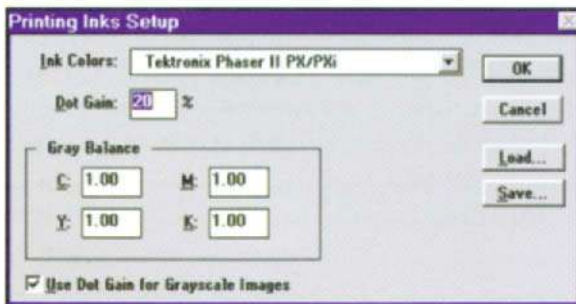 Printing Inks Setup
Ink Colors: Tektronix Phaser II PX/PXi
OK
Dot Gain: 20 %
Cancel
Gray Balance
Load...
C: 1.00 M: 1.00
Save...
Y: 1.00 K: 1.00
Use Dot Gain for Grayscale Images